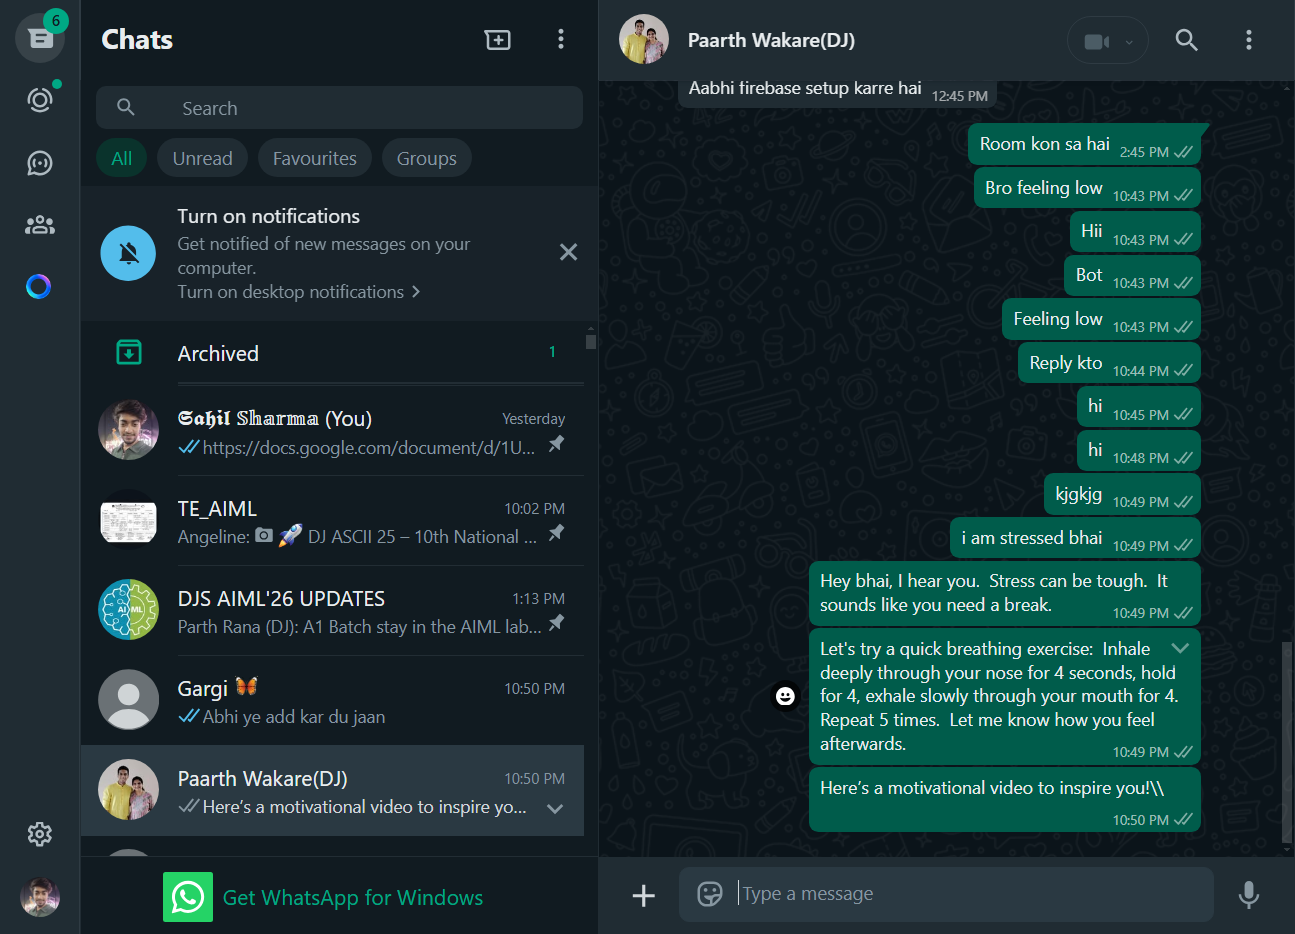 6
Chats
Search
All
Unread
Favourites
Groups
Turn on notifications
Get notified of new messages on your
computer.
Turn on desktop notifications
Archived
1
𝕾𝖆𝖍𝖎𝖑 𝕊𝕙𝕒𝕣𝕞𝕒 (You)
Yesterday
https://docs.google.com/document/d/1U...
TE_AIML
10:02 PM
Angeline: 📷 🚀 DJ ASCII 25 – 10th National ...
AI ML
DJS AIML'26 UPDATES
1:13 PM
Parth Rana (DJ): A1 Batch stay in the AIML lab...
Gargi 🦋
10:50 PM
Abhi ye add kar du jaan
Paarth Wakare(DJ)
10:50 PM
Here’s a motivational video to inspire yo...
Get WhatsApp for Windows
Paarth Wakare(DJ)
Aabhi firebase setup karre hai
12:45 PM
Room kon sa hai
2:45 PM
Bro feeling low
10:43 PM
Hii
10:43 PM
Bot
10:43 PM
Feeling low
10:43 PM
Reply kto
10:44 PM
hi
10:45 PM
hi
10:48 PM
kjgkjg
10:49 PM
i am stressed bhai
10:49 PM
Hey bhai, I hear you.  Stress can be tough.  It
sounds like you need a break.
10:49 PM
Let's try a quick breathing exercise:  Inhale
deeply through your nose for 4 seconds, hold
for 4, exhale slowly through your mouth for 4.
Repeat 5 times.  Let me know how you feel
afterwards.
10:49 PM
Here’s a motivational video to inspire you!\\
10:50 PM
Type a message